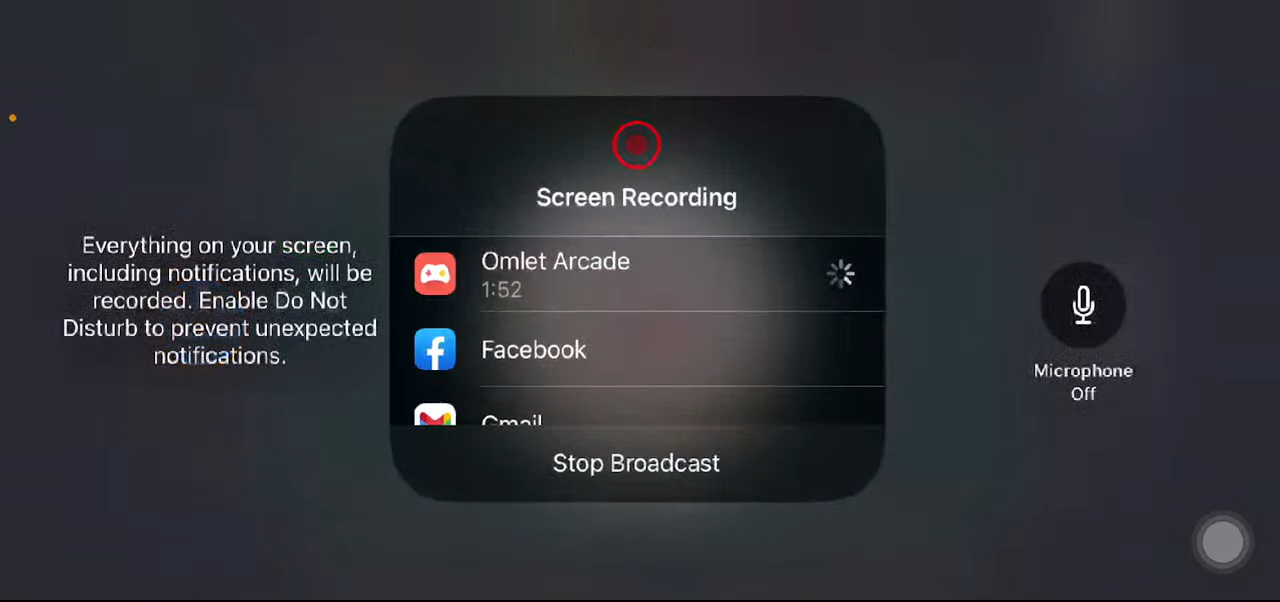 Screen Recording
Everything on your screen,
including notifications, will be
recorded. Enable Do Not
Disturb to prevent unexpected
notifications.
Omlet Arcade
1:52
Facebook
Gmail
Stop Broadcast
Microphone
Off